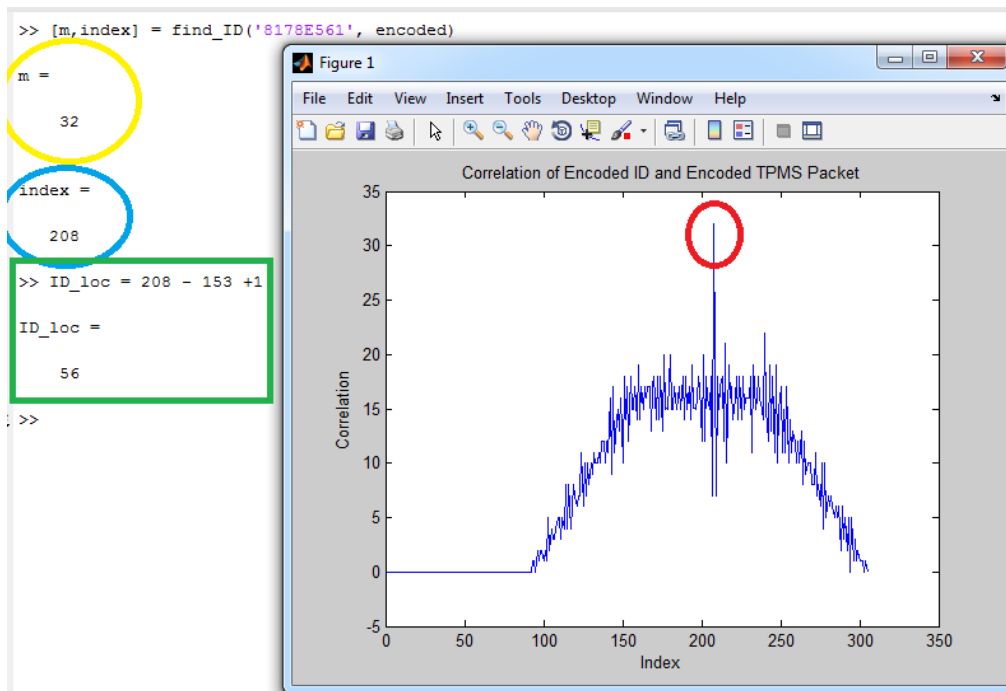 >> [m,index] = find_ID('8178E561', encoded)
m =
32
index =
208
>> ID_loc = 208 - 153 +1
ID_loc =
56
>>
Figure 1
File Edit View Insert Tools Desktop Window Help
Correlation of Encoded ID and Encoded TPMS Packet
35
30
25
20
15
10
5
0
-5
Correlation
0 50 100 150 200 250 300 350
Index